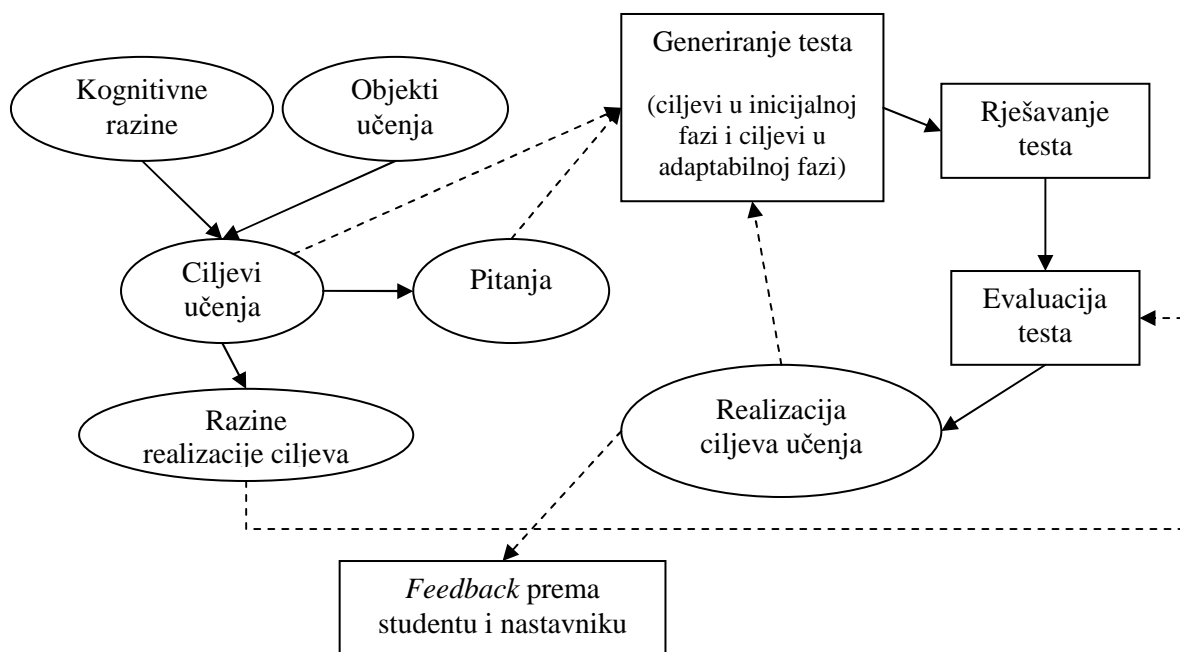 Kognitivne
razine
Objekti
učenja
Generiranje testa
(ciljevi u inicijalnoj
fazi i ciljevi u
adaptabilnoj fazi)
Rješavanje
testa
Ciljevi
učenja
Pitanja
Evaluacija
testa
Razine
realizacije ciljeva
Realizacija
ciljeva učenja
Feedback prema
studentu i nastavniku